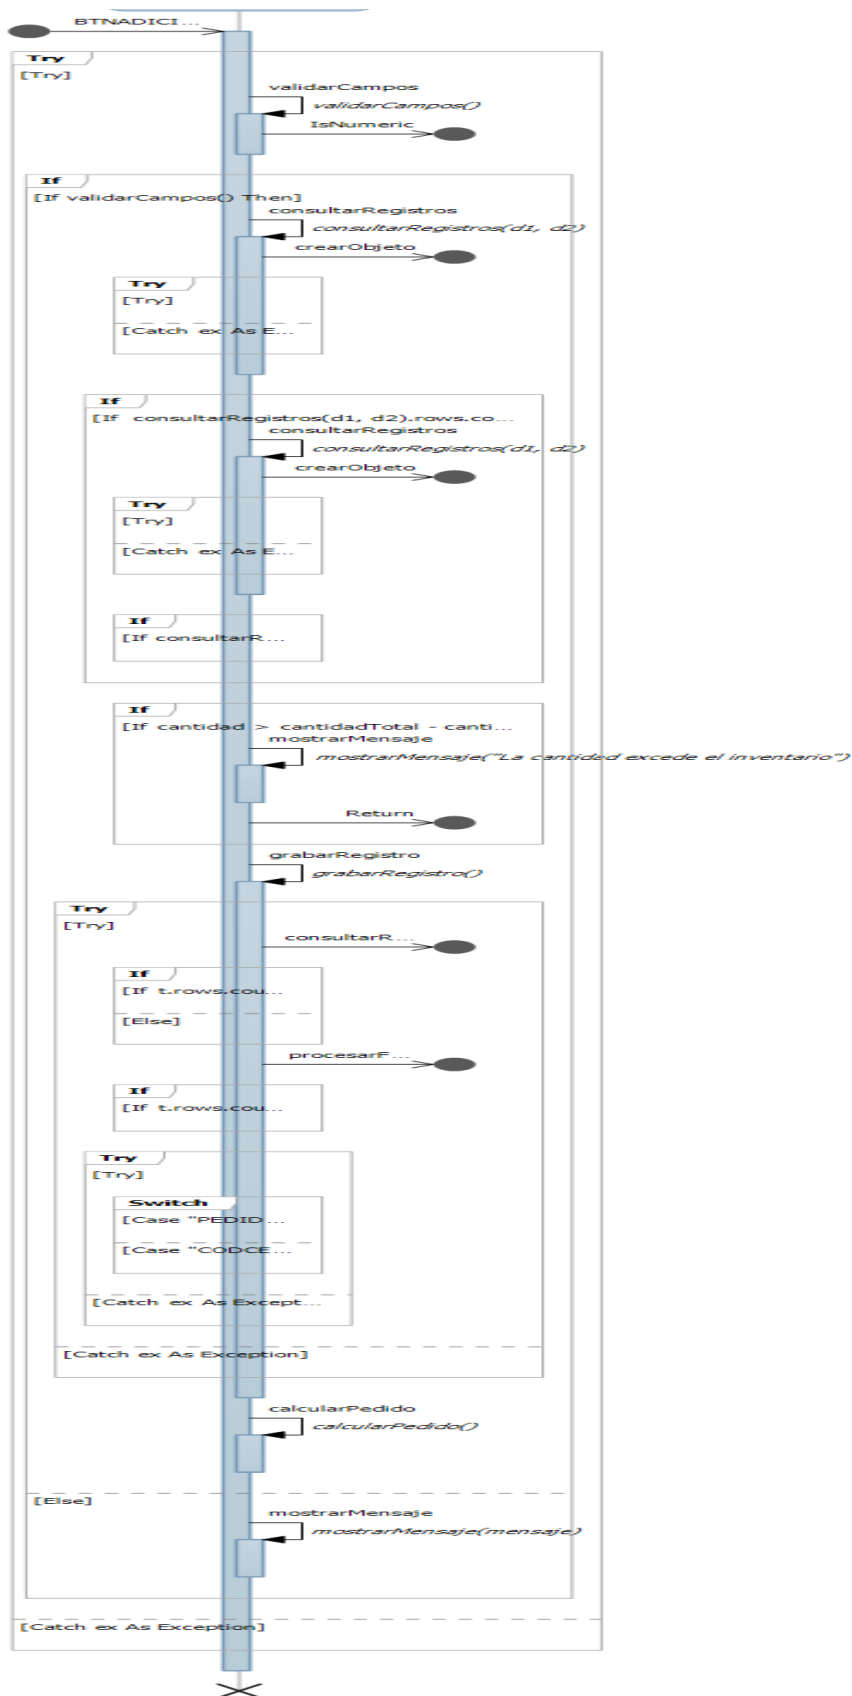 BTNADICI...
Try
[Try]
validarCampos
validarCampos()
IsNumeric
If
[If validarCampos() Then]
consultarRegistros
consultarRegistros(d1, d2)
crearObjeto
Try
[Try]
[Catch ex As E...
If
[If consultarRegistros(d1, d2).rows.co...
consultarRegistros
consultarRegistros(d1, d2)
crearObjeto
Try
[Try]
[Catch ex As E...
If
[If consultarR...
If
[If cantidad > cantidadTotal - canti...
mostrarMensaje
mostrarMensaje("La cantidad excede el inventario")
Return
grabarRegistro
grabarRegistro()
Try
[Try]
consultarR...
If
[If t.rows.cou...
[Else]
procesarF...
If
[If t.rows.cou...
Try
[Try]
Switch
[Case "PEDID...
[Case "CODCE...
[Catch ex As Except...
[Catch ex As Exception]
calcularPedido
calcularPedido()
[Else]
mostrarMensaje
mostrarMensaje(mensaje)
[Catch ex As Exception]